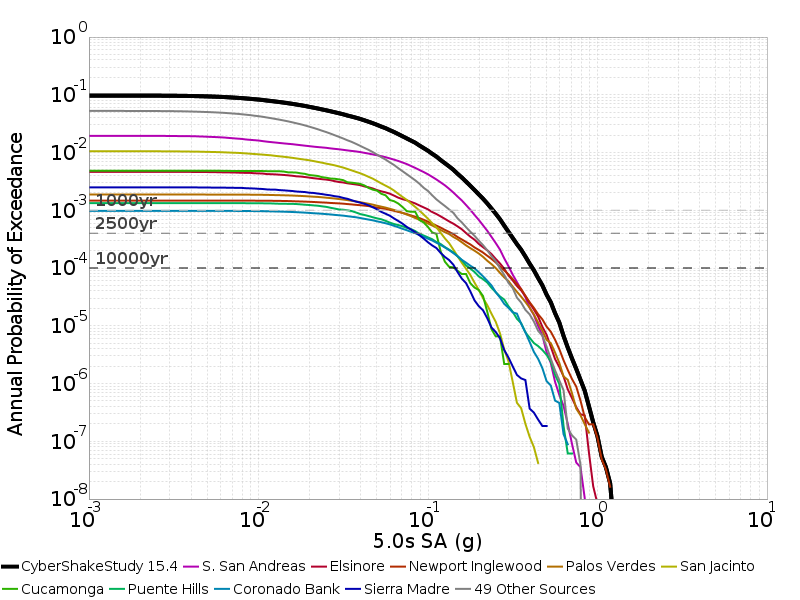 10^0
10^-1
10^-2
10^-3
10^-4
10^-5
10^-6
10^-7
10^-8
Annual Probability of Exceedance
1000yr
2500yr
10000yr
10^-3 10^-2 10^-1 10^0 10^1
5.0s SA (g)
CyberShakeStudy 15.4 S. San Andreas Elsinore Newport Inglewood Palos Verdes San Jacinto
Cucamonga Puente Hills Coronado Bank Sierra Madre 49 Other Sources